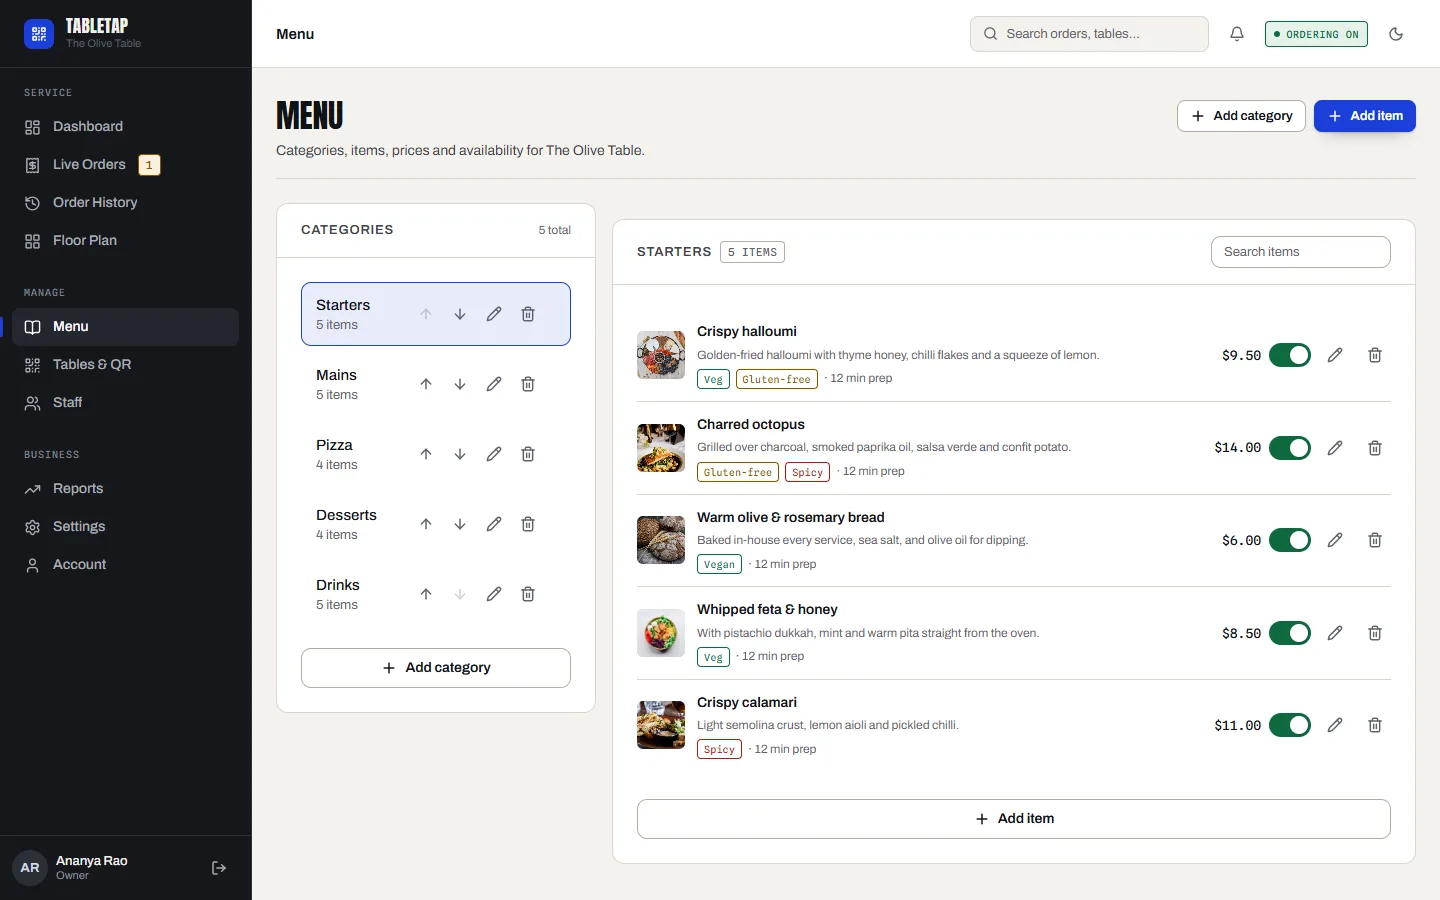 TABLETAP
The Olive Table
SERVICE
Dashboard
Live Orders 1
Order History
Floor Plan
MANAGE
Menu
Tables & QR
Staff
BUSINESS
Reports
Settings
Account
AR
Ananya Rao
Owner
Menu
Search orders, tables...
ORDERING ON
MENU
Categories, items, prices and availability for The Olive Table.
Add category
Add item
CATEGORIES
5 total
Starters
5 items
Mains
5 items
Pizza
4 items
Desserts
4 items
Drinks
5 items
Add category
STARTERS 5 ITEMS
Search items
Crispy halloumi
Golden-fried halloumi with thyme honey, chilli flakes and a squeeze of lemon.
Veg Gluten-free · 12 min prep
$9.50
Charred octopus
Grilled over charcoal, smoked paprika oil, salsa verde and confit potato.
Gluten-free Spicy · 12 min prep
$14.00
Warm olive & rosemary bread
Baked in-house every service, sea salt, and olive oil for dipping.
Vegan · 12 min prep
$6.00
Whipped feta & honey
With pistachio dukkah, mint and warm pita straight from the oven.
Veg · 12 min prep
$8.50
Crispy calamari
Light semolina crust, lemon aioli and pickled chilli.
Spicy · 12 min prep
$11.00
Add item